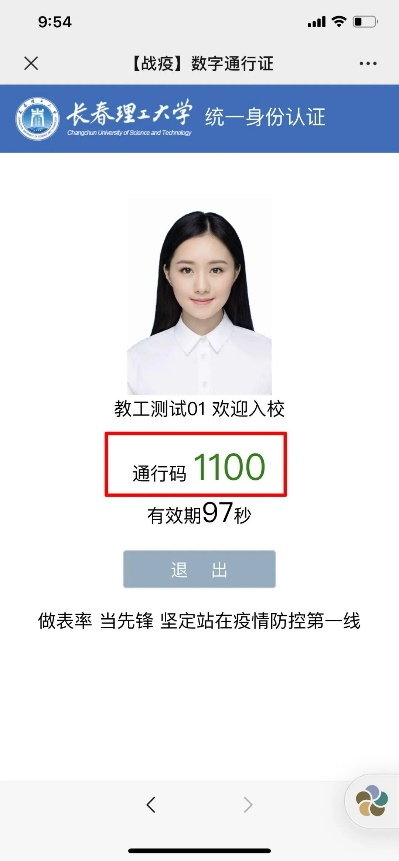 9:54
【战疫】数字通行证
长春理工大学 统一身份认证
Changchun University of Science and Technology
教工测试01 欢迎入校
通行码 1100
有效期97秒
退 出
做表率 当先锋 坚定站在疫情防控第一线